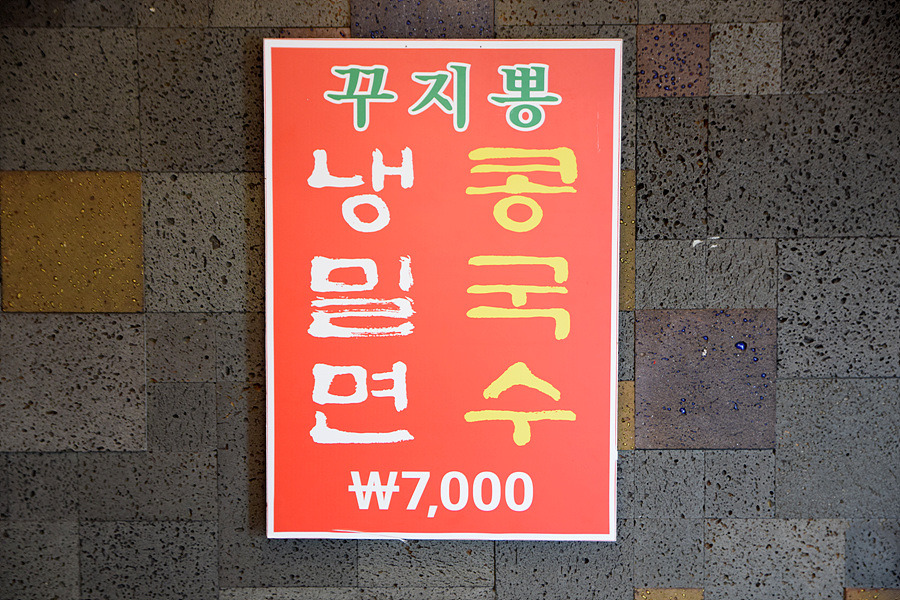 꾸지뽕
냉밀면
콩국수
₩7,000